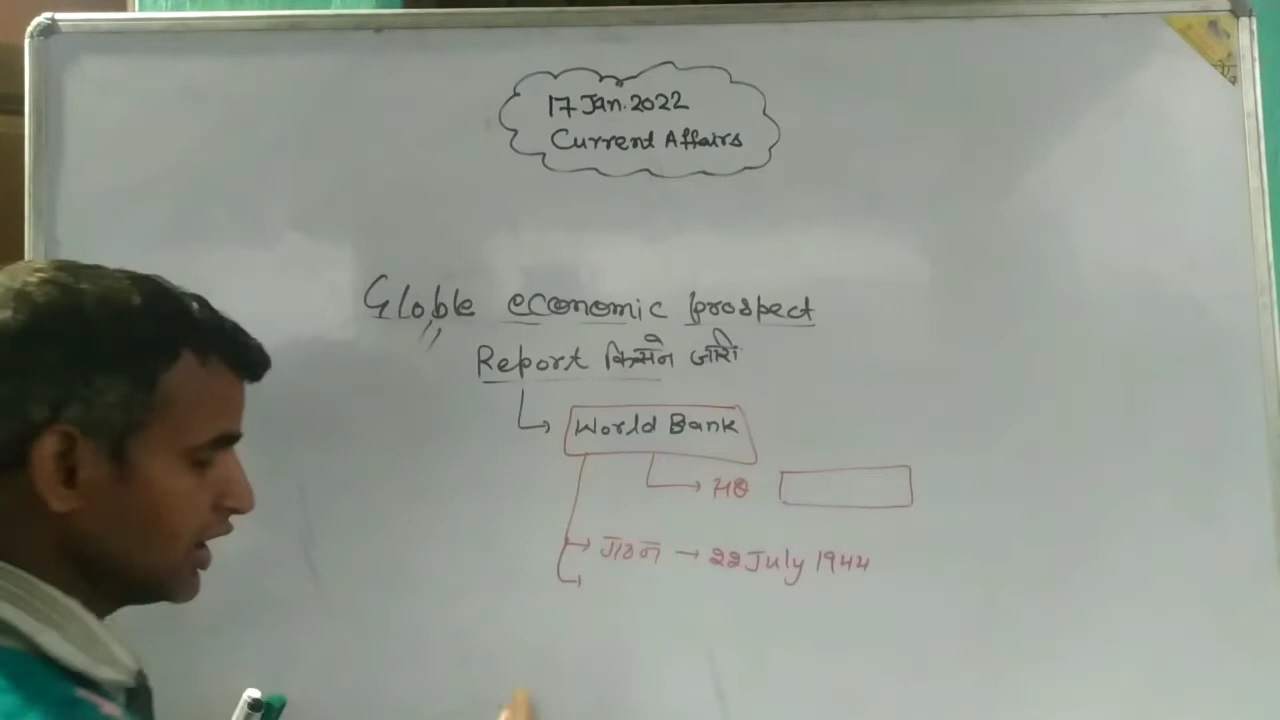 17 Jan. 2022
Current Affairs
Globle economic prospect
Report किसने जारी
World Bank
HQ
गठन → 22 July 1944